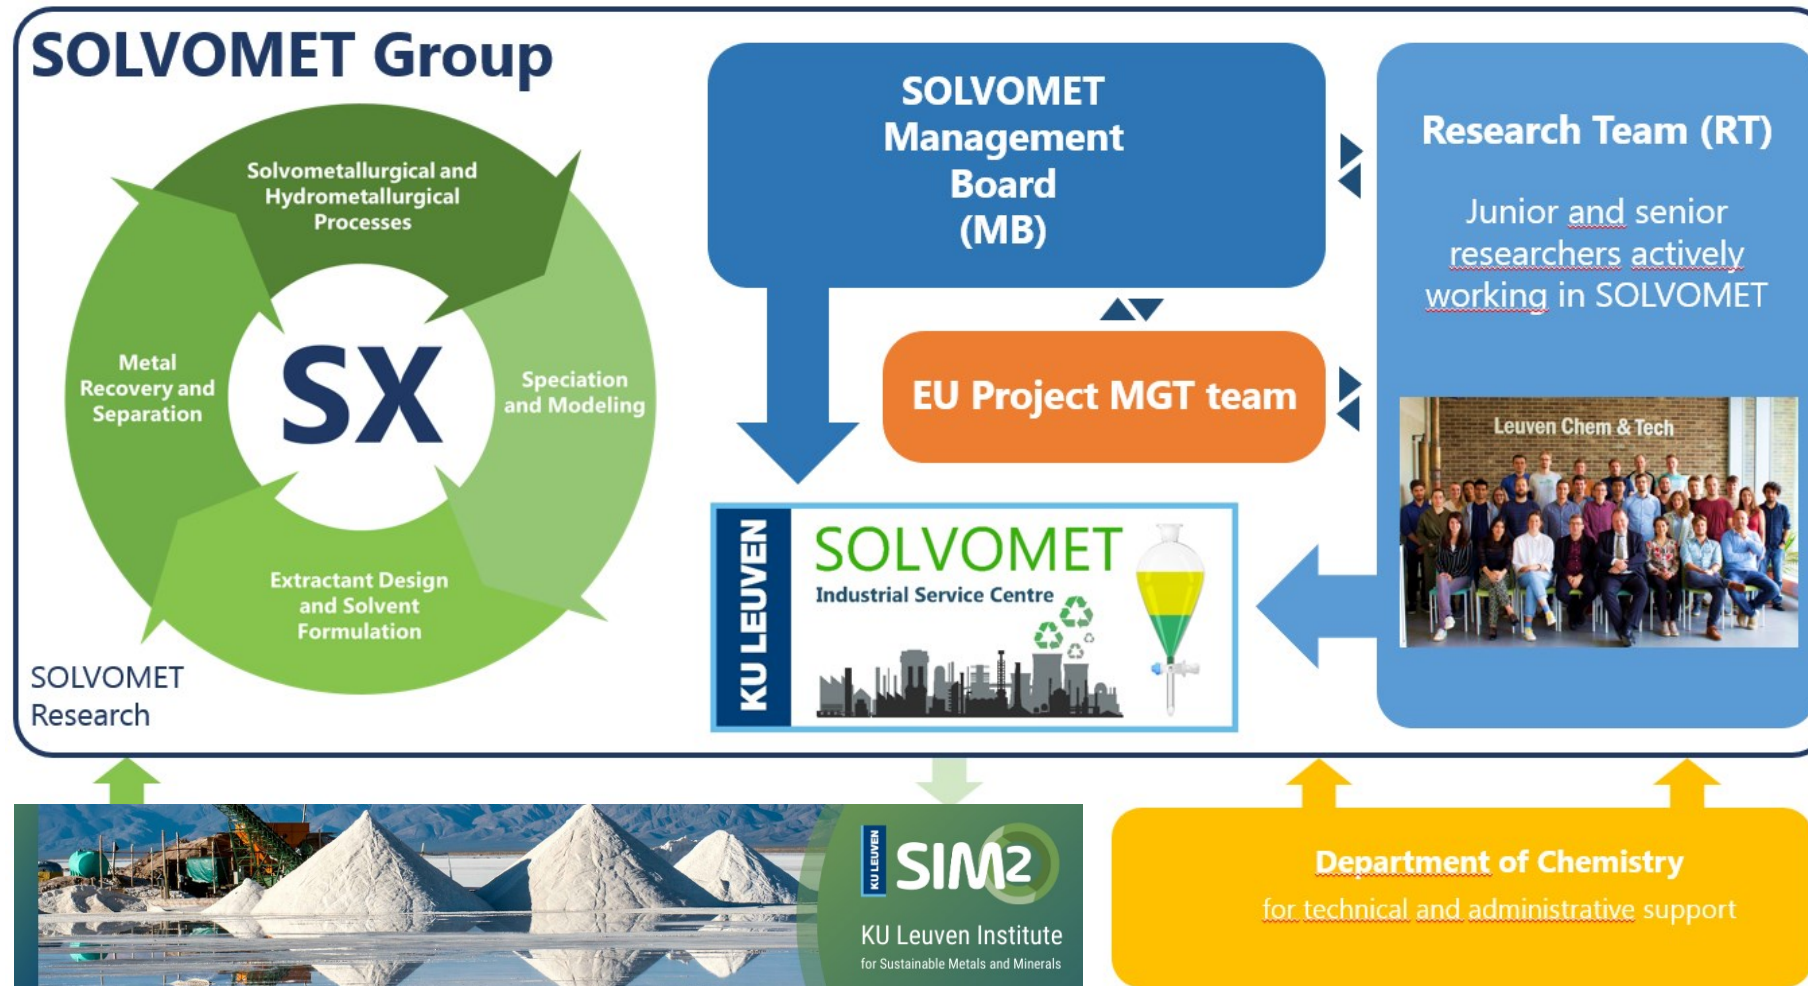 SOLVOMET Group
Solvometallurgical and
Hydrometallurgical
Processes
Metal
Recovery and
Separation
SX
Speciation
and Modeling
Extractant Design
and Solvent
Formulation
SOLVOMET
Research
SOLVOMET
Management
Board
(MB)
EU Project MGT team
KU LEUVEN
SOLVOMET
Industrial Service Centre
Research Team (RT)
Junior and senior
researchers actively
working in SOLVOMET
Leuven Chem & Tech
KU LEUVEN
SIM2
KU Leuven Institute
for Sustainable Metals and Minerals
Department of Chemistry
for technical and administrative support